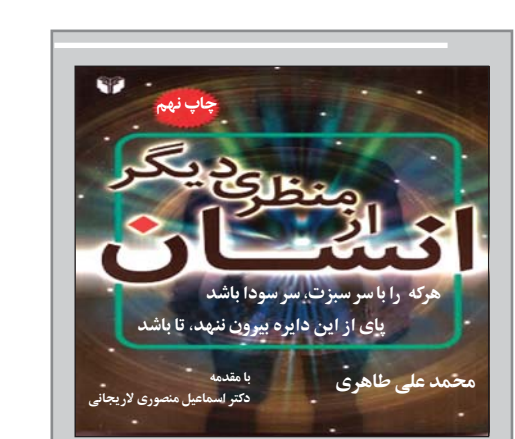 چاپ نهم
انسان از منظری دیگر
هرکه را با سر سبزت، سر سودا باشد
پای از این دایره بیرون ننهد، تا باشد
محمد علی طاهری
با مقدمه
دکتر اسماعیل منصوری لاریجانی